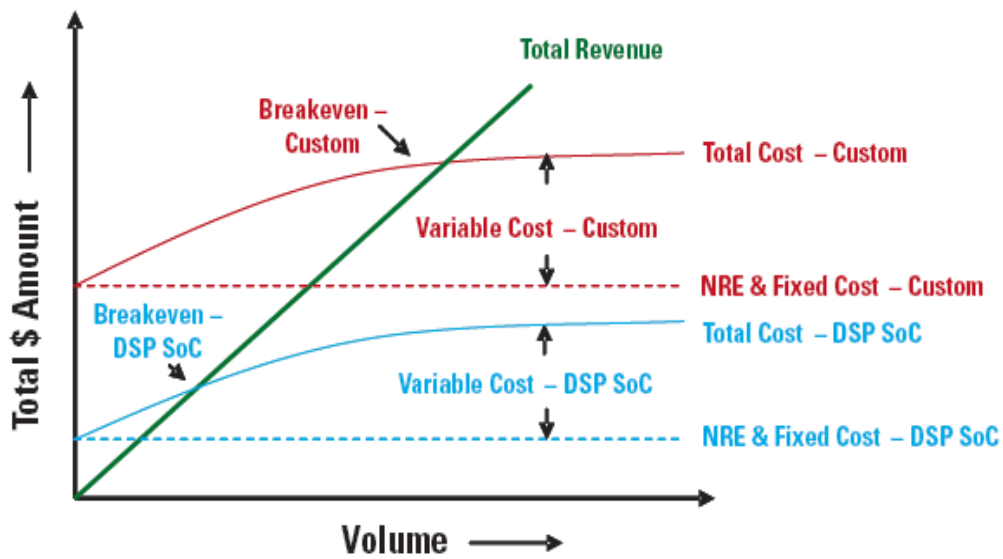 Total Revenue
Breakeven –
Custom
Total Cost – Custom
Variable Cost – Custom
NRE & Fixed Cost – Custom
Breakeven –
DSP SoC
Total Cost – DSP SoC
Variable Cost – DSP SoC
NRE & Fixed Cost – DSP SoC
Total $ Amount
Volume